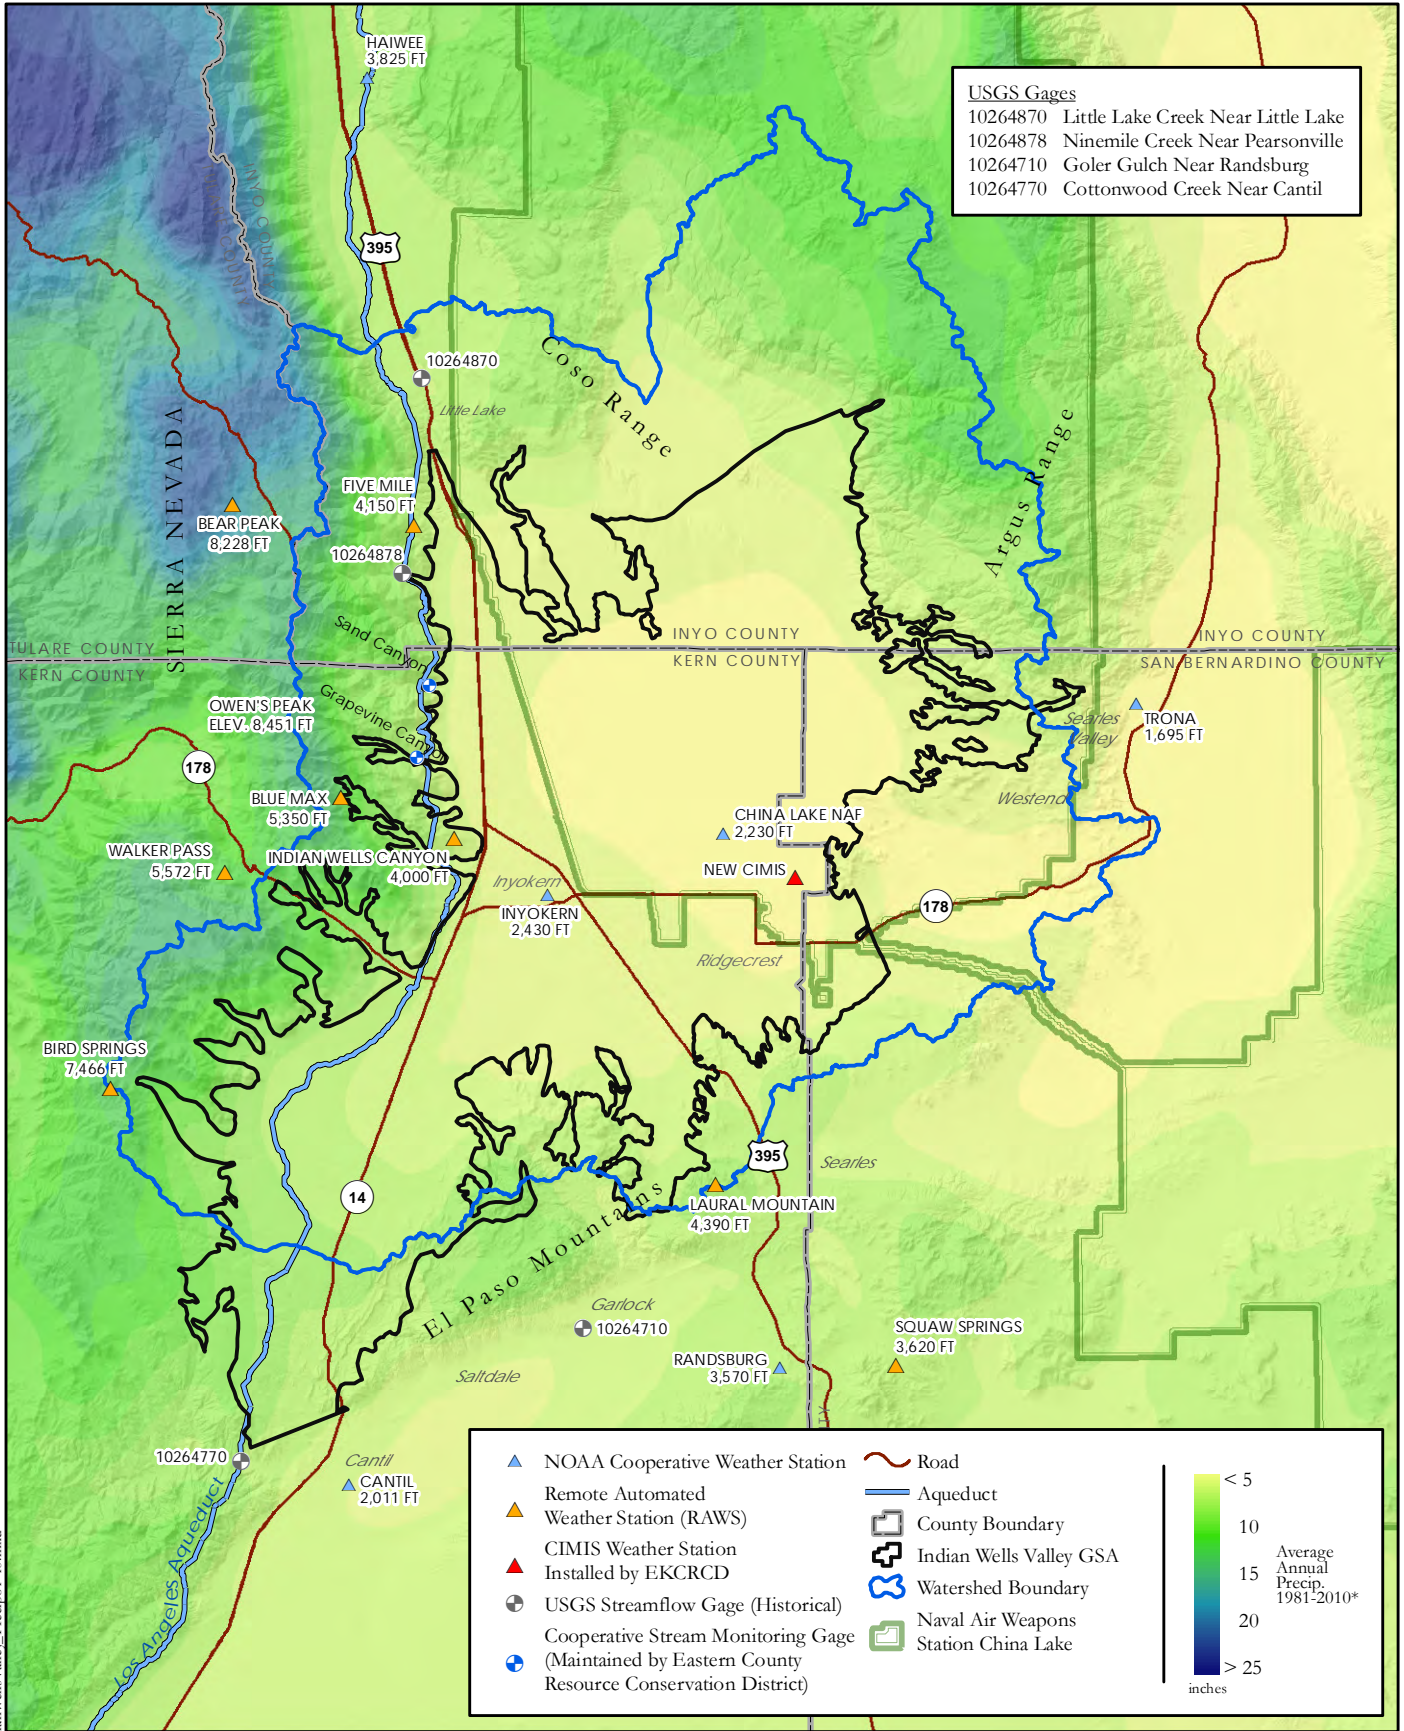 HAIWEE
3,825 FT
USGS Gages
10264870 Little Lake Creek Near Little Lake
10264878 Ninemile Creek Near Pearsonville
10264710 Goler Gulch Near Randsburg
10264770 Cottonwood Creek Near Cantil
INYO COUNTY
395
10264870
Little Lake
Coso Range
Argus Range
SIERRA NEVADA
FIVE MILE
4,150 FT
BEAR PEAK
8,228 FT
10264878
Sand Canyon
TULARE COUNTY
KERN COUNTY
INYO COUNTY
KERN COUNTY
INYO COUNTY
SAN BERNARDINO COUNTY
Grapevine Canyon
OWEN'S PEAK
ELEV. 8,451 FT
Searles
Valley
TRONA
1,695 FT
178
BLUE MAX
5,350 FT
Westend
CHINA LAKE NAF
2,230 FT
WALKER PASS
5,572 FT
INDIAN WELLS CANYON
4,000 FT
NEW CIMIS
Inyokern
INYOKERN
2,430 FT
178
Ridgecrest
BIRD SPRINGS
7,466 FT
395
Searles
14
LAURAL MOUNTAIN
4,390 FT
El Paso Mountains
Garlock
10264710
SQUAW SPRINGS
3,620 FT
RANDSBURG
3,570 FT
Saltdale
10264770
Cantil
CANTIL
2,011 FT
Los Angeles Aqueduct
NOAA Cooperative Weather Station
Remote Automated
Weather Station (RAWS)
CIMIS Weather Station
Installed by EKCRCD
USGS Streamflow Gage (Historical)
Cooperative Stream Monitoring Gage
(Maintained by Eastern County
Resource Conservation District)
Road
Aqueduct
County Boundary
Indian Wells Valley GSA
Watershed Boundary
Naval Air Weapons
Station China Lake
< 5
10
15
20
> 25
inches
Average
Annual
Precip.
1981-2010*